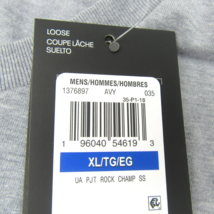 LOOSE
COUPE LÂCHE
SUELTO
MENS/HOMMES/HOMBRES
1376897 AVY 035
35-P1-18
1 96040 54619 3
XL/TG/EG
UA PJT ROCK CHAMP SS